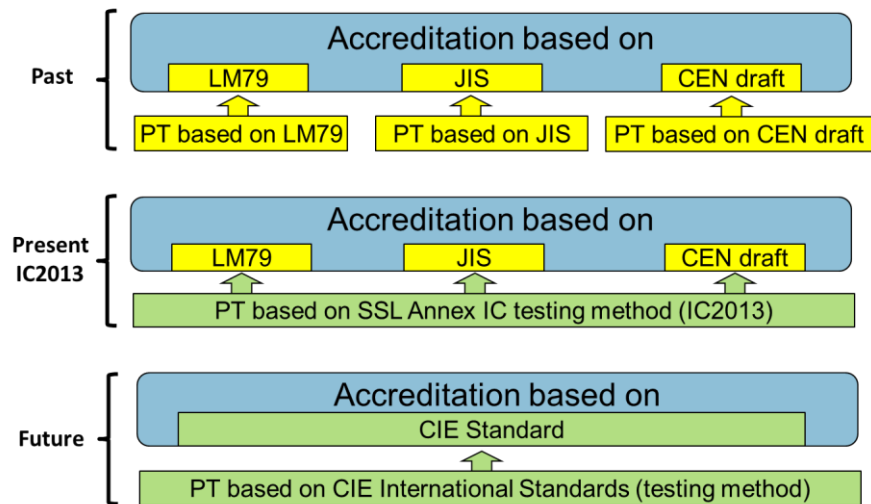 Past
Accreditation based on
LM79 JIS CEN draft
PT based on LM79 PT based on JIS PT based on CEN draft
Present
IC2013
Accreditation based on
LM79 JIS CEN draft
PT based on SSL Annex IC testing method (IC2013)
Future
Accreditation based on
CIE Standard
PT based on CIE International Standards (testing method)